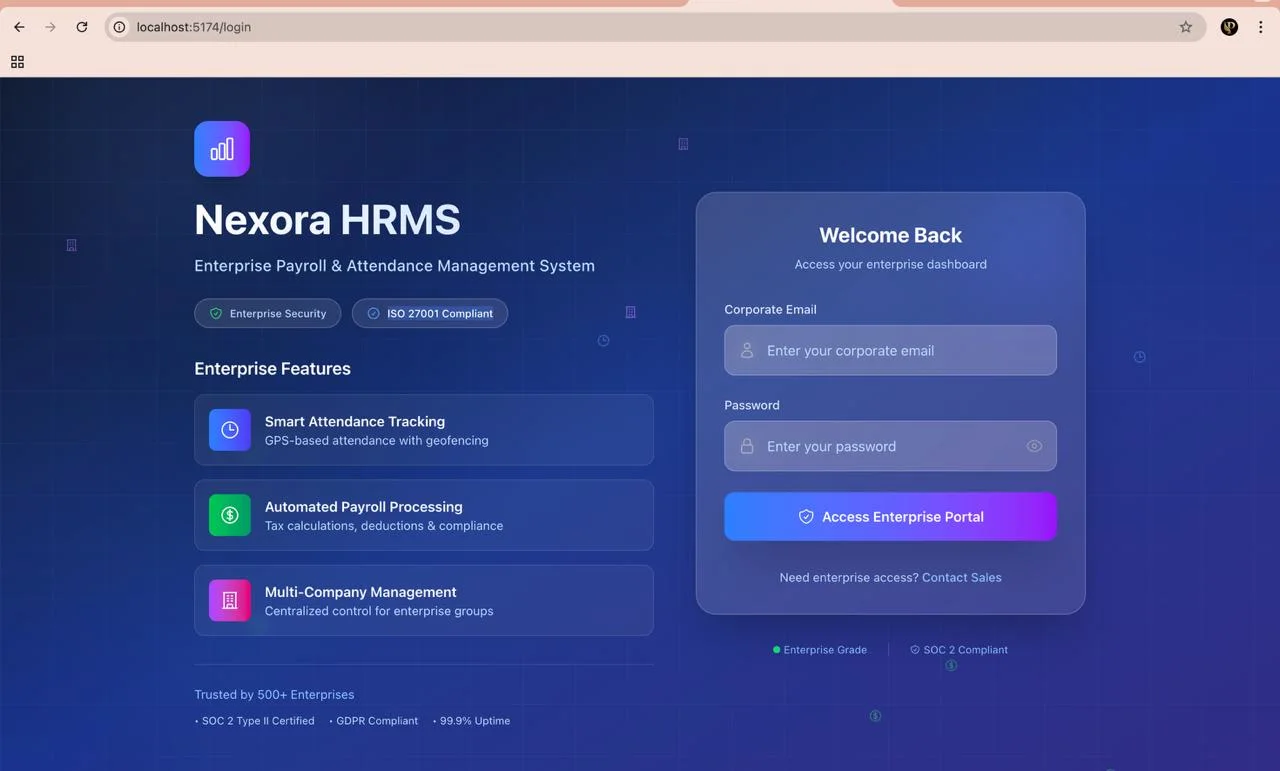 localhost:5174/login
Nexora HRMS
Enterprise Payroll & Attendance Management System
Enterprise Security
ISO 27001 Compliant
Enterprise Features
Smart Attendance Tracking
GPS-based attendance with geofencing
Automated Payroll Processing
Tax calculations, deductions & compliance
Multi-Company Management
Centralized control for enterprise groups
Trusted by 500+ Enterprises
• SOC 2 Type II Certified • GDPR Compliant • 99.9% Uptime
Welcome Back
Access your enterprise dashboard
Corporate Email
Enter your corporate email
Password
Enter your password
Access Enterprise Portal
Need enterprise access? Contact Sales
Enterprise Grade
SOC 2 Compliant